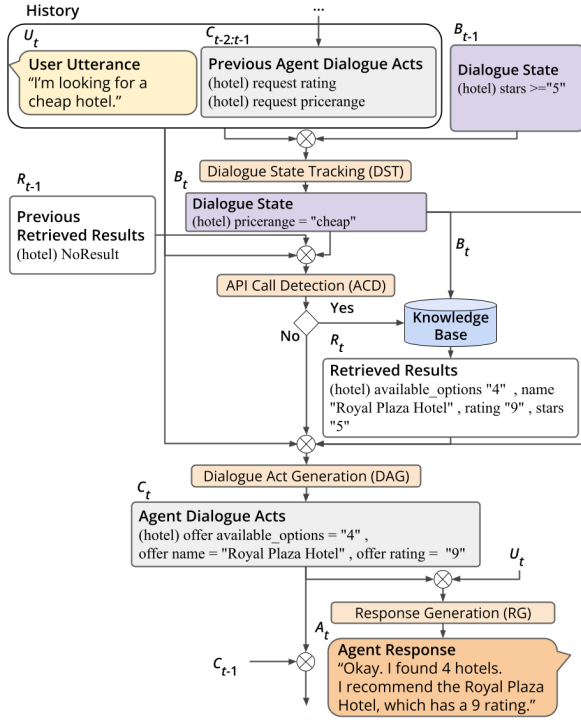 History
...
U_t
User Utterance
“I’m looking for a
cheap hotel.”
C_{t-2:t-1}
Previous Agent Dialogue Acts
(hotel) request rating
(hotel) request pricerange
B_{t-1}
Dialogue State
(hotel) stars >="5"
Dialogue State Tracking (DST)
R_{t-1}
Previous
Retrieved Results
(hotel) NoResult
B_t
Dialogue State
(hotel) pricerange = "cheap"
B_t
API Call Detection (ACD)
Yes
No
Knowledge
Base
R_t
Retrieved Results
(hotel) available_options "4" , name
"Royal Plaza Hotel" , rating "9" , stars
"5"
Dialogue Act Generation (DAG)
C_t
Agent Dialogue Acts
(hotel) offer available_options = "4" ,
offer name = "Royal Plaza Hotel" , offer rating = "9"
U_t
Response Generation (RG)
A_t
Agent Response
“Okay. I found 4 hotels.
I recommend the Royal Plaza
Hotel, which has a 9 rating.”
C_{t-1}